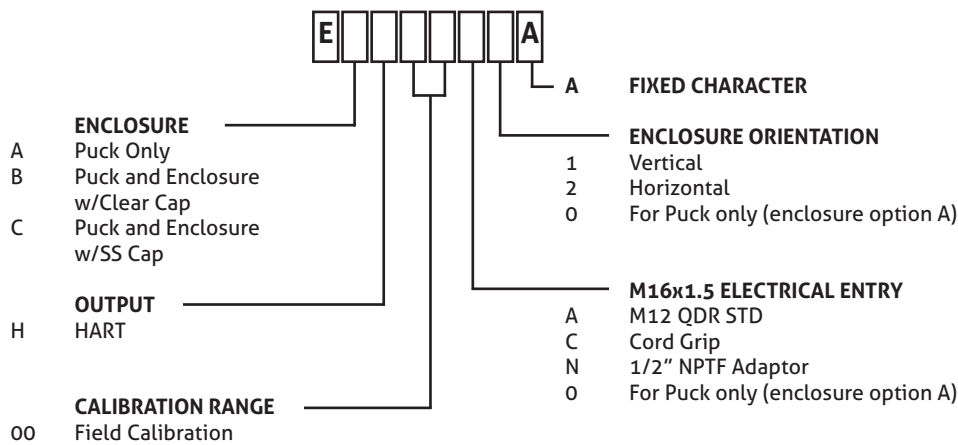 E A
A FIXED CHARACTER
ENCLOSURE
A Puck Only
B Puck and Enclosure
w/Clear Cap
C Puck and Enclosure
w/SS Cap
OUTPUT
H HART
CALIBRATION RANGE
00 Field Calibration
ENCLOSURE ORIENTATION
1 Vertical
2 Horizontal
0 For Puck only (enclosure option A)
M16x1.5 ELECTRICAL ENTRY
A M12 QDR STD
C Cord Grip
N 1/2” NPTF Adaptor
0 For Puck only (enclosure option A)